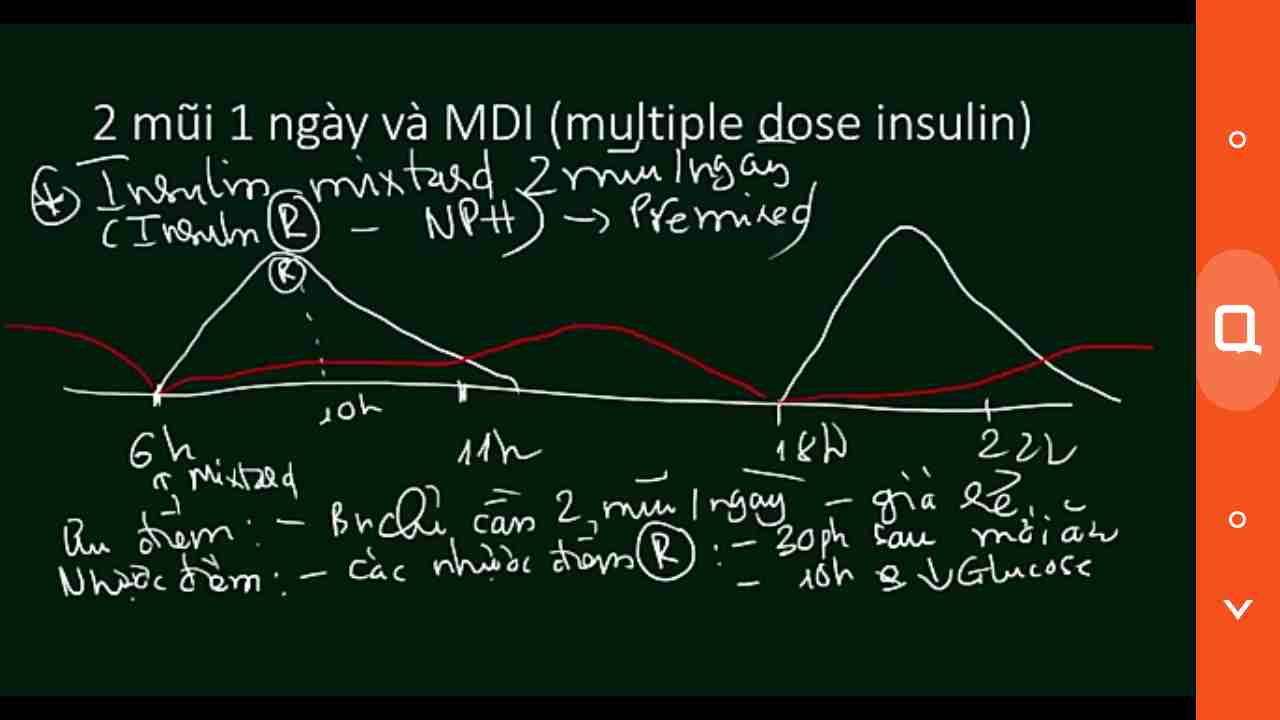 2 mũi 1 ngày và MDI (multiple dose insulin)
Insulin mixtard 2 mũi 1 ngày
(Insulin R - NPH) → Premixed
R
10h
6h 11h 18h 22h
↑ Mixtard
Ưu điểm: - Bn chỉ cần 2 mũi 1 ngày - giá rẻ
Nhược điểm: - các nhược điểm R : - 30ph sau mới ăn
- 10h ↓ Glucose